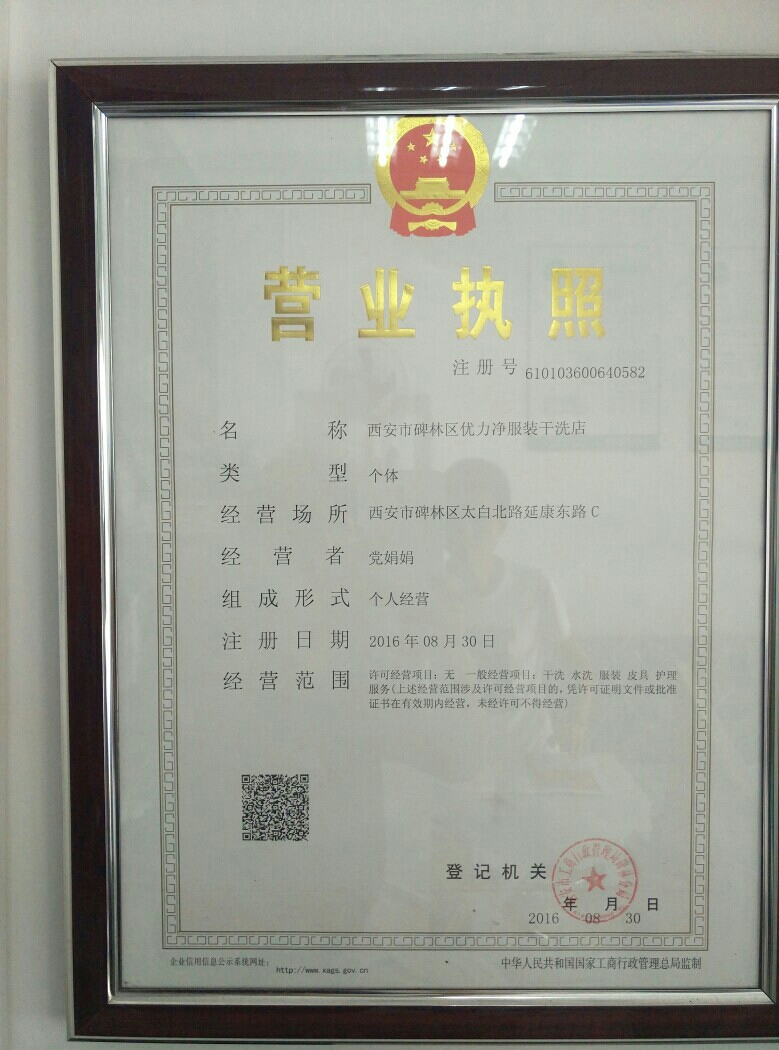 营业执照
注册号 610103600640582
名称 西安市碑林区优力净服装干洗店
类型 个体
经营场所 西安市碑林区太白北路延康东路C
经营者 党娟娟
组成形式 个人经营
注册日期 2016年08月30日
经营范围 许可经营项目：无 一般经营项目：干洗 水洗 服装 皮具 护理
服务(上述经营范围涉及许可经营项目的，凭许可证明文件或批准
证书在有效期内经营，未经许可不得经营)
登记机关
年 月 日
2016 08 30
企业信用信息公示系统网址：
http://www.xags.gov.cn
中华人民共和国国家工商行政管理总局监制